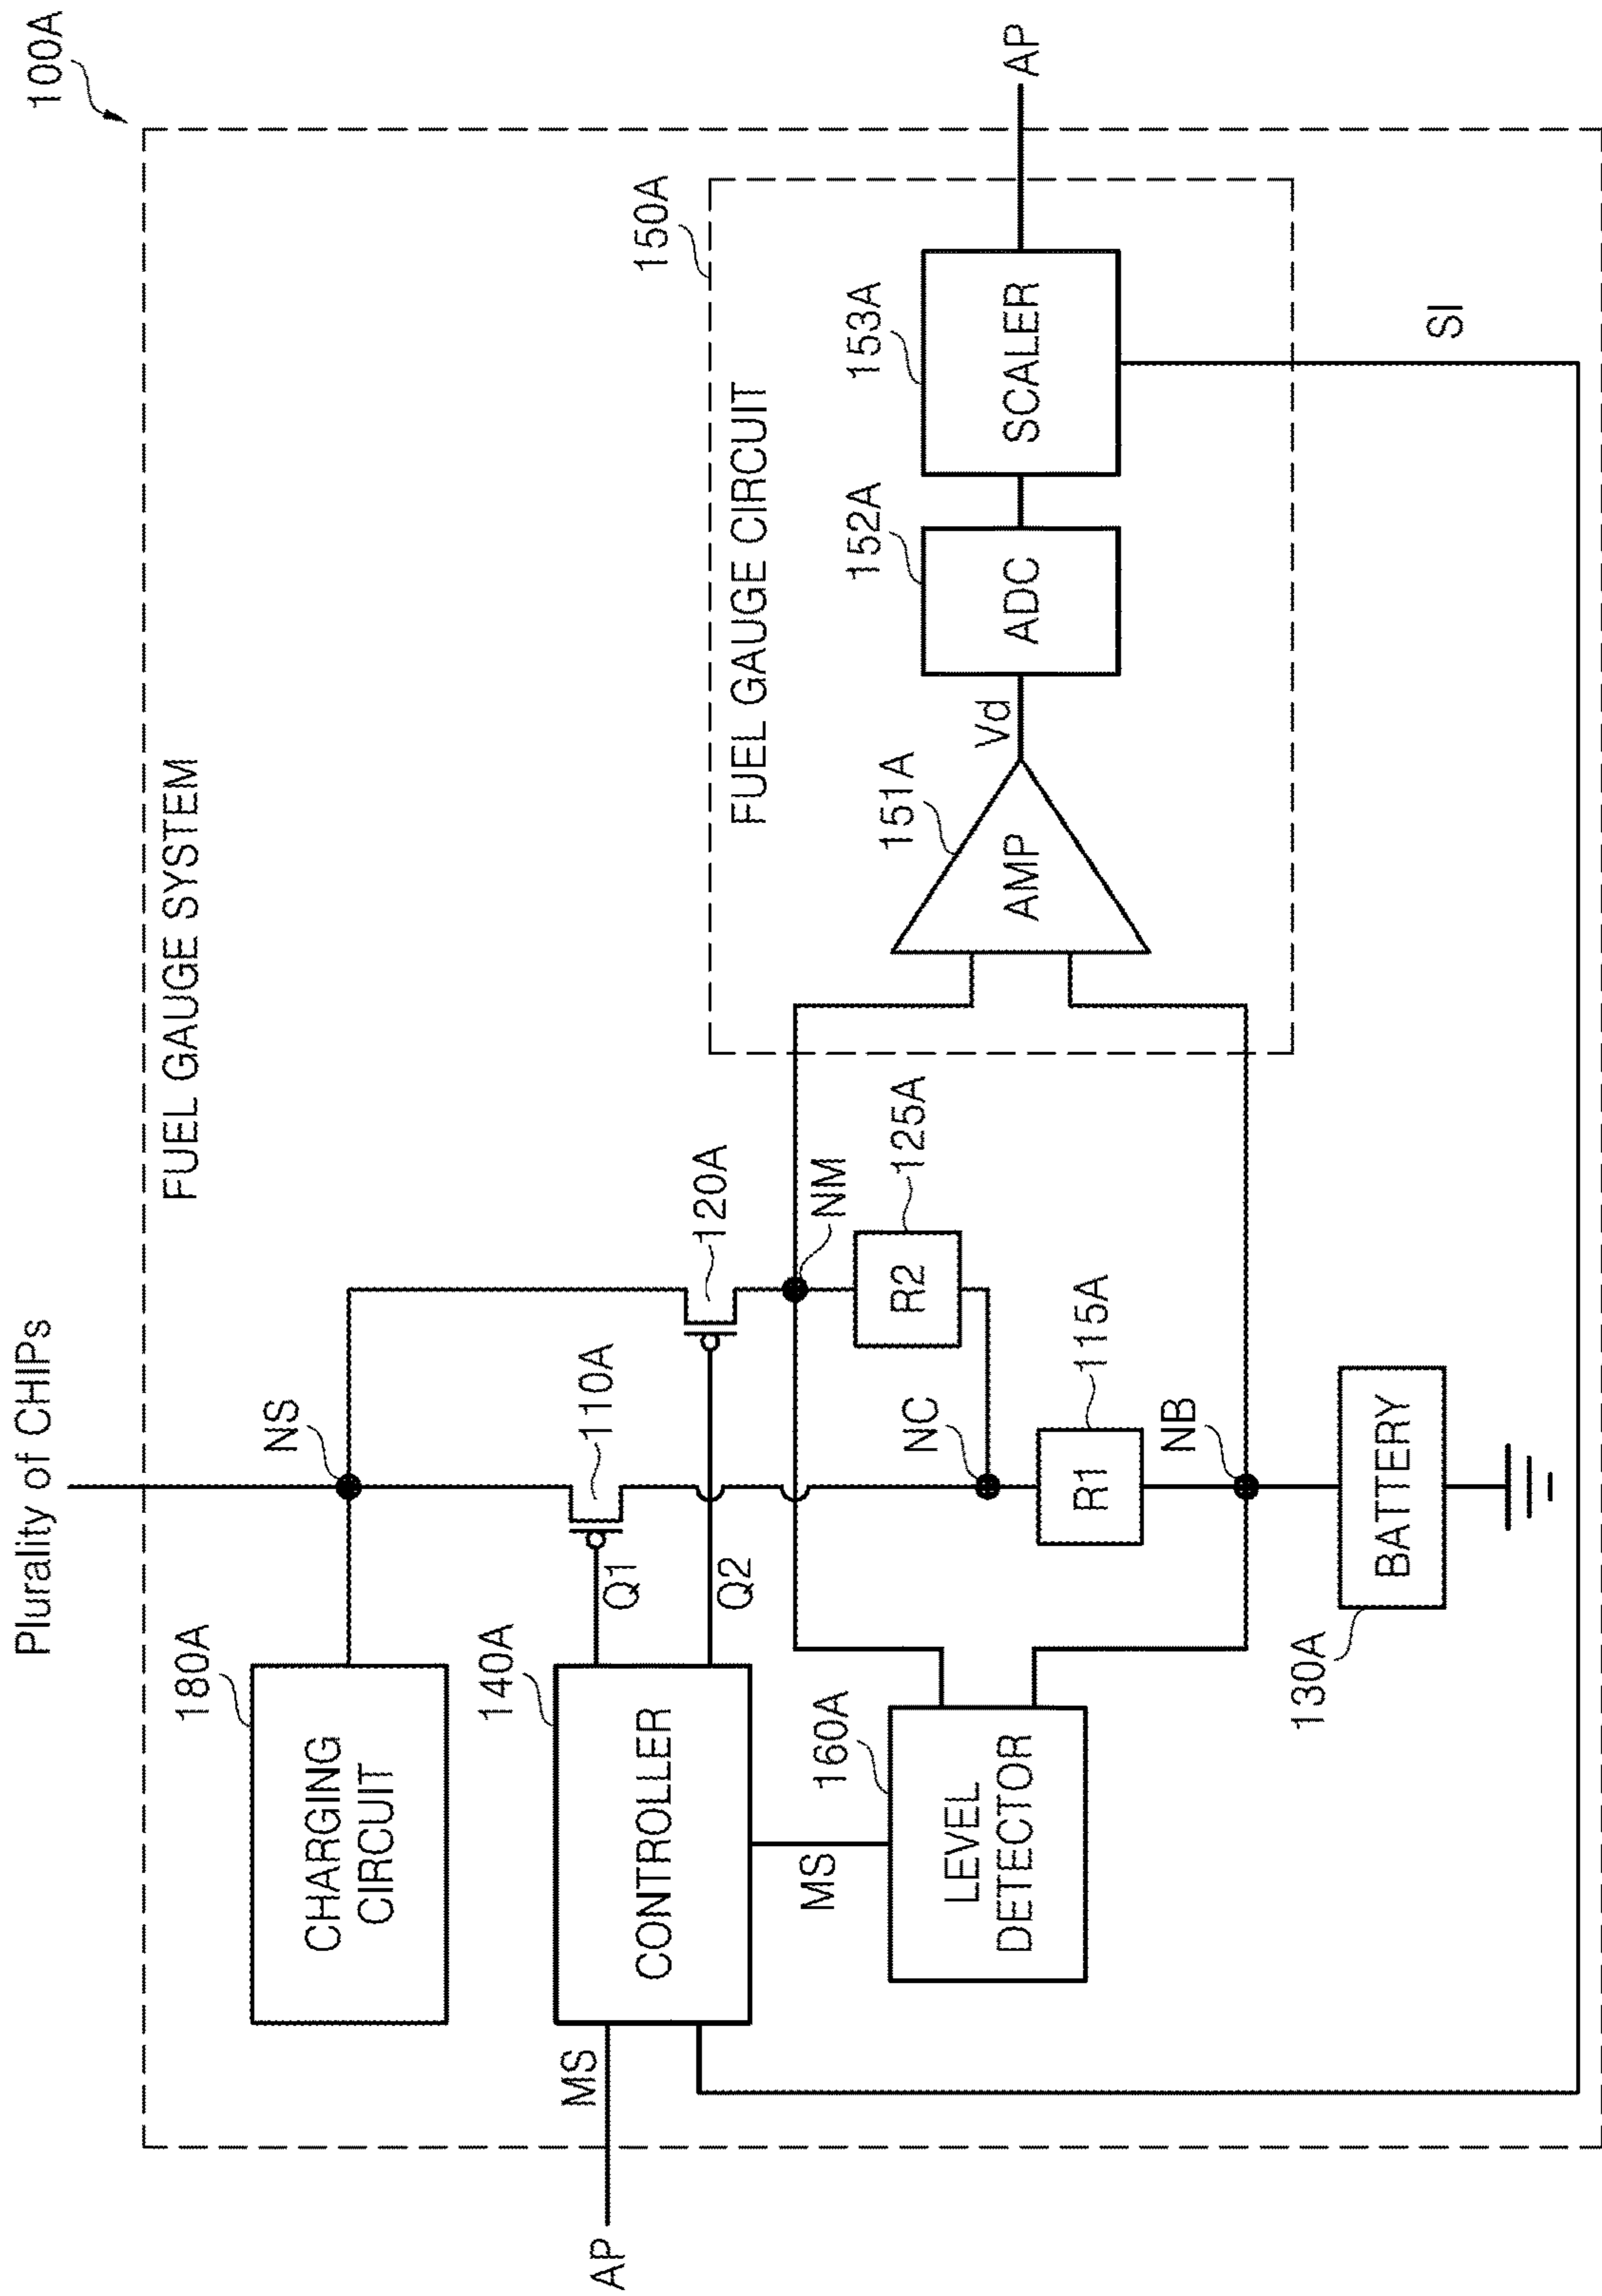 100A
FUEL GAUGE SYSTEM
Plurality of CHIPs
NS
180A
CHARGING
CIRCUIT
110A
120A
Q1
Q2
140A
CONTROLLER
MS
AP
MS
160A
LEVEL
DETECTOR
NM
R2
125A
NC
R1
115A
NB
BATTERY
130A
150A
FUEL GAUGE CIRCUIT
151A
AMP
Vd
152A
ADC
153A
SCALER
AP
SI